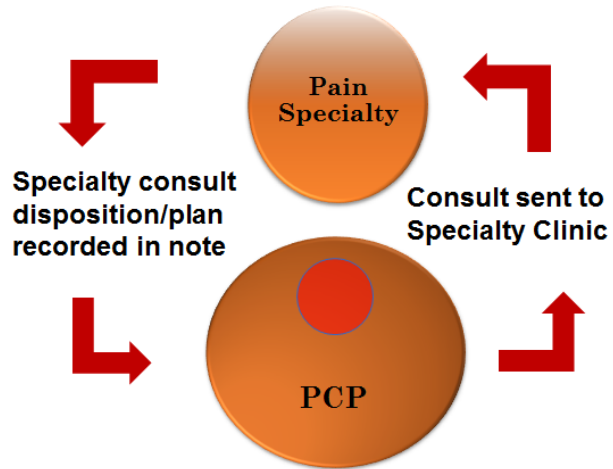 Pain
Specialty
Specialty consult
disposition/plan
recorded in note
Consult sent to
Specialty Clinic
PCP